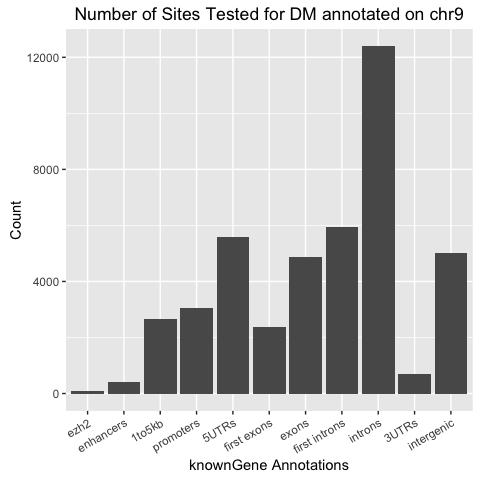 Number of Sites Tested for DM annotated on chr9
12000
8000
4000
0
Count
ezh2
enhancers
1to5kb
promoters
5UTRs
first exons
exons
first introns
introns
3UTRs
intergenic
knownGene Annotations